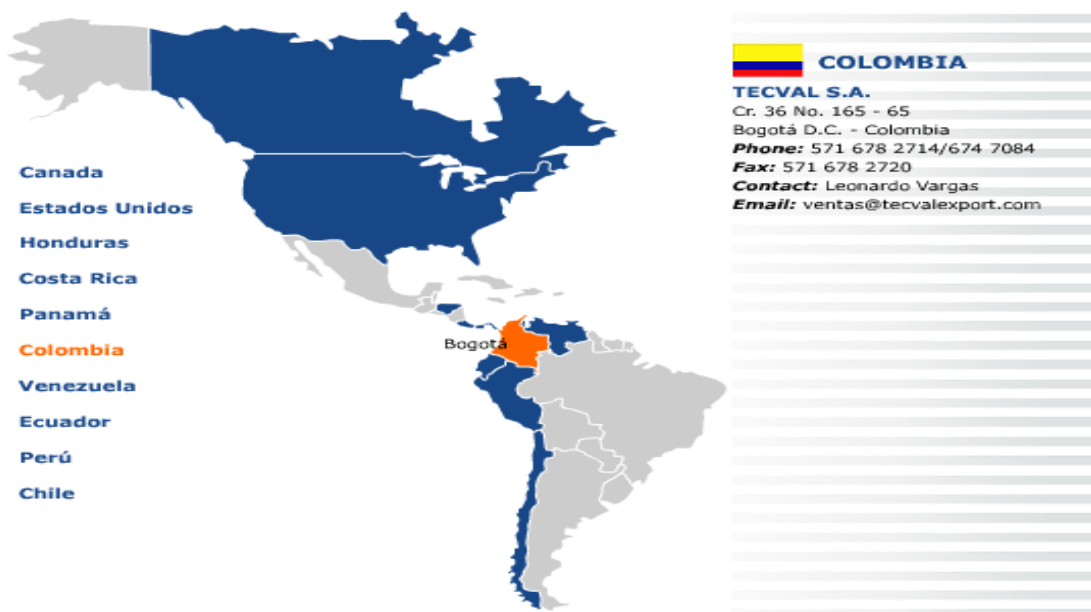 Canada
Estados Unidos
Honduras
Costa Rica
Panamá
Colombia
Venezuela
Ecuador
Perú
Chile
Bogotá
COLOMBIA
TECVAL S.A.
Cr. 36 No. 165 - 65
Bogotá D.C. - Colombia
Phone: 571 678 2714/674 7084
Fax: 571 678 2720
Contact: Leonardo Vargas
Email: ventas@tecvalexport.com